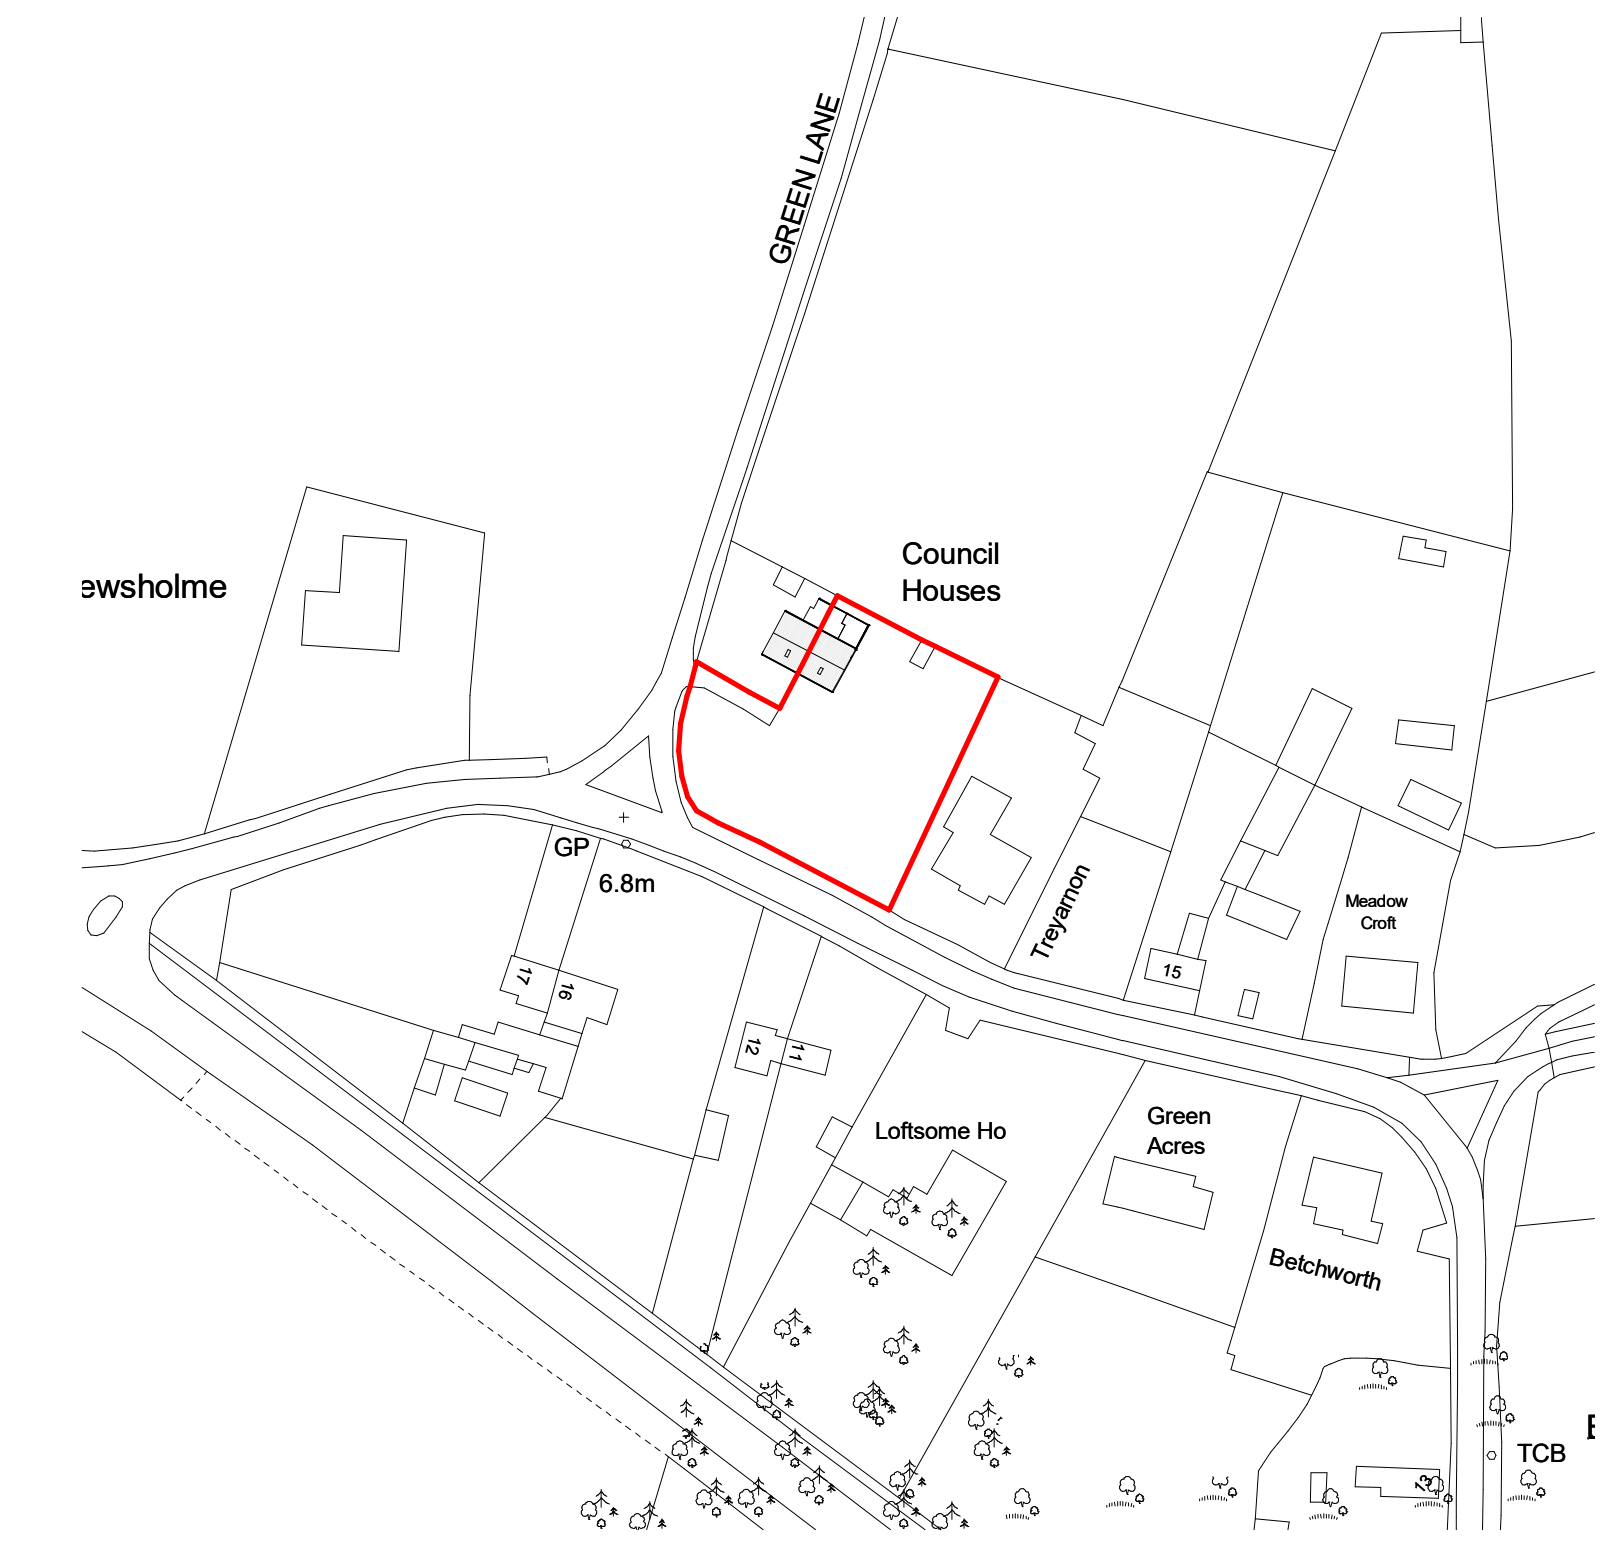 GREEN LANE
Council
Houses
ewsholme
GP
6.8m
Treyarnon
Meadow
Croft
15
17
16
12
11
Loftsome Ho
Green
Acres
Betchworth
TCB
13